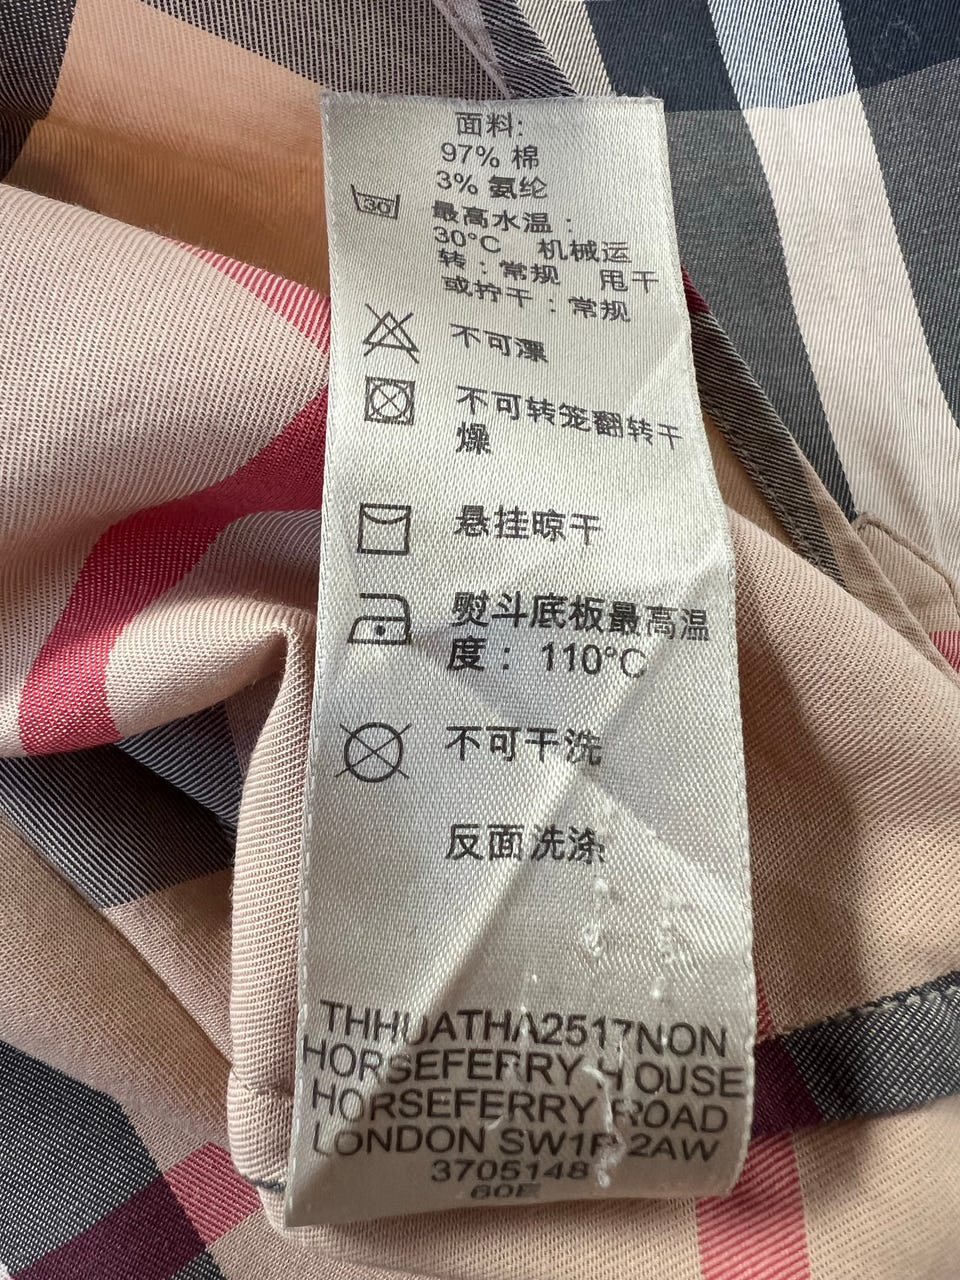 面料:
97% 棉
3% 氨纶
30
最高水温：
30°C 机械运
转：常规 甩干
或拧干：常规
不可漂
不可转笼翻转干
燥
悬挂晾干
熨斗底板最高温
度： 110°C
不可干洗
反面洗涤
THHUATHA2517NON
HORSEFERRY HOUSE
HORSEFERRY ROAD
LONDON SW1P 2AW
3705148